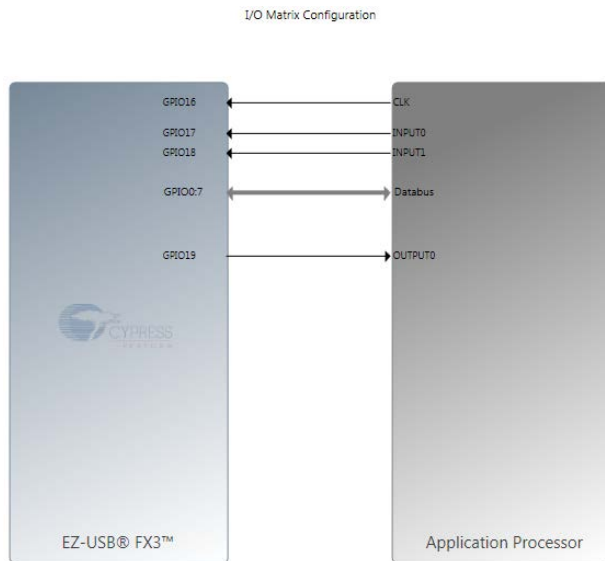 I/O Matrix Configuration
GPIO16 CLK
GPIO17 INPUT0
GPIO18 INPUT1
GPIO0:7 Databus
GPIO19 OUTPUT0
CYPRESS
PERFORM
EZ-USB® FX3™ Application Processor